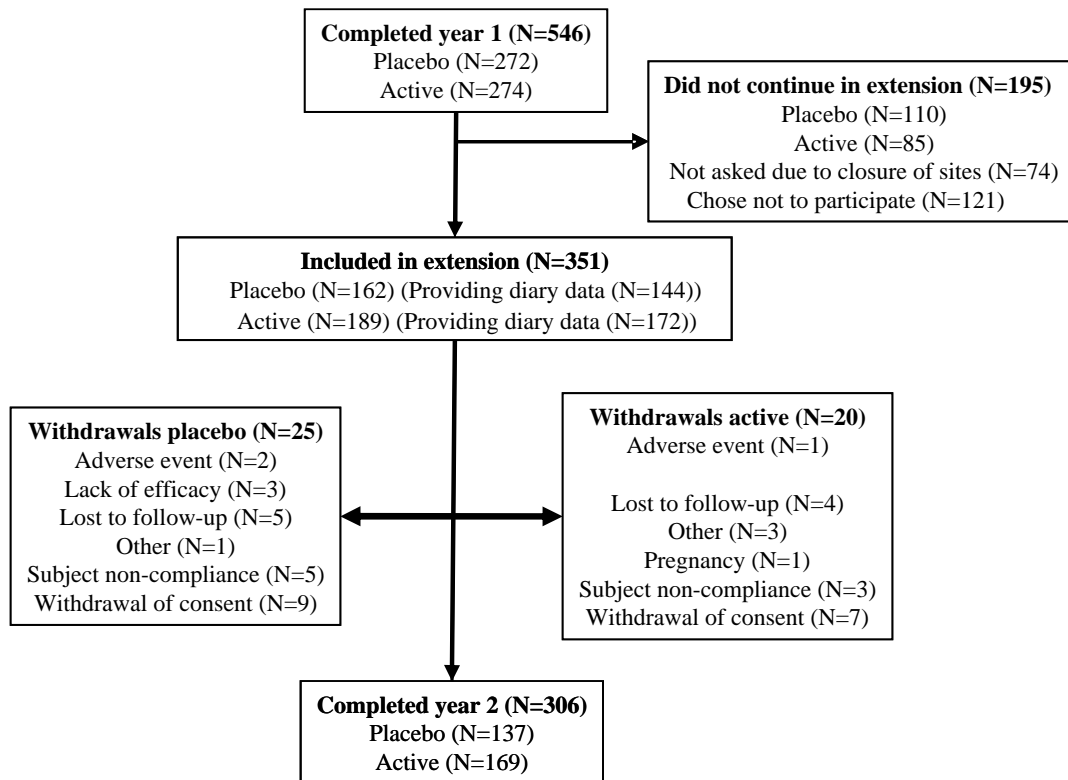 Completed year 1 (N=546)
Placebo (N=272)
Active (N=274)
Did not continue in extension (N=195)
Placebo (N=110)
Active (N=85)
Not asked due to closure of sites (N=74)
Chose not to participate (N=121)
Included in extension (N=351)
Placebo (N=162) (Providing diary data (N=144))
Active (N=189) (Providing diary data (N=172))
Withdrawals placebo (N=25)
Adverse event (N=2)
Lack of efficacy (N=3)
Lost to follow-up (N=5)
Other (N=1)
Subject non-compliance (N=5)
Withdrawal of consent (N=9)
Withdrawals active (N=20)
Adverse event (N=1)
Lost to follow-up (N=4)
Other (N=3)
Pregnancy (N=1)
Subject non-compliance (N=3)
Withdrawal of consent (N=7)
Completed year 2 (N=306)
Placebo (N=137)
Active (N=169)